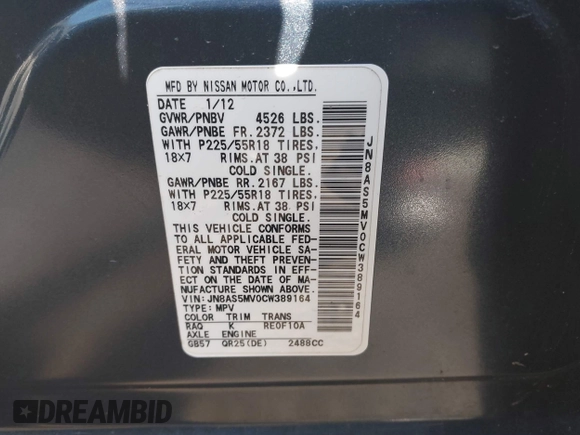 MFD BY NISSAN MOTOR CO.,LTD.
DATE 1/12
GVWR/PNBV 4526 LBS.
GAWR/PNBE FR. 2372 LBS.
WITH P225/55R18 TIRES,
18X7 RIMS. AT 38 PSI
COLD SINGLE.
GAWR/PNBE RR. 2167 LBS.
WITH P225/55R18 TIRES,
18X7 RIMS. AT 38 PSI
COLD SINGLE.
THIS VEHICLE CONFORMS
TO ALL APPLICABLE FED-
ERAL MOTOR VEHICLE SA-
FETY AND THEFT PREV-
ENTION STANDARDS IN EFF-
ECT ON THE DATE OF MA-
NUFACTURE SHOWN ABOVE.
VIN: JN8AS5MV0CW389164
TYPE: MPV
COLOR TRIM TRANS
RAQ K RE0F10A
AXLE ENGINE
GB57 QR25(DE) 2488CC
JN8AS5MV0CW389164
DREAMBID